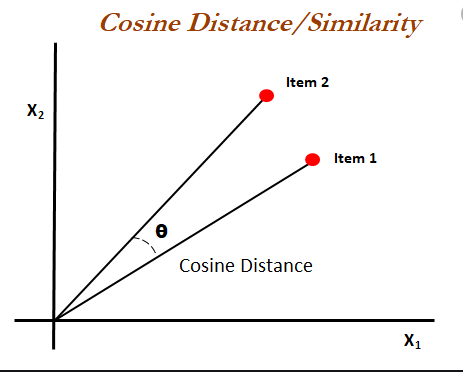 Cosine Distance/Similarity
Item 2
X₂
Item 1
θ
Cosine Distance
X₁